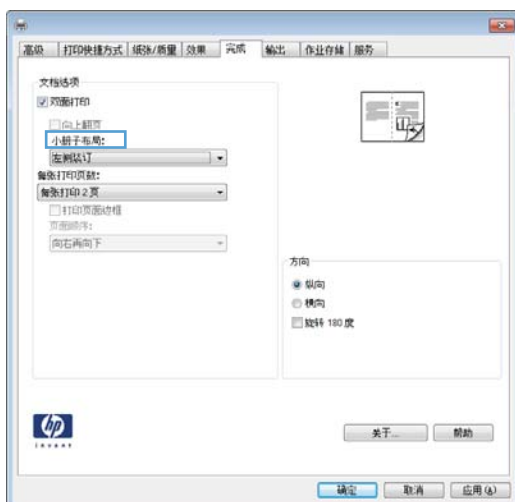 高级 打印快捷方式 纸张/质量 效果 完成 输出 作业存储 服务
文档选项
双面打印
向上翻页
小册子布局:
左侧装订
每张打印页数:
每张打印 2 页
打印页面边框
页面顺序:
向右再向下
方向
纵向
横向
旋转 180 度
hp
invent
关于... 帮助
确定 取消 应用(A)